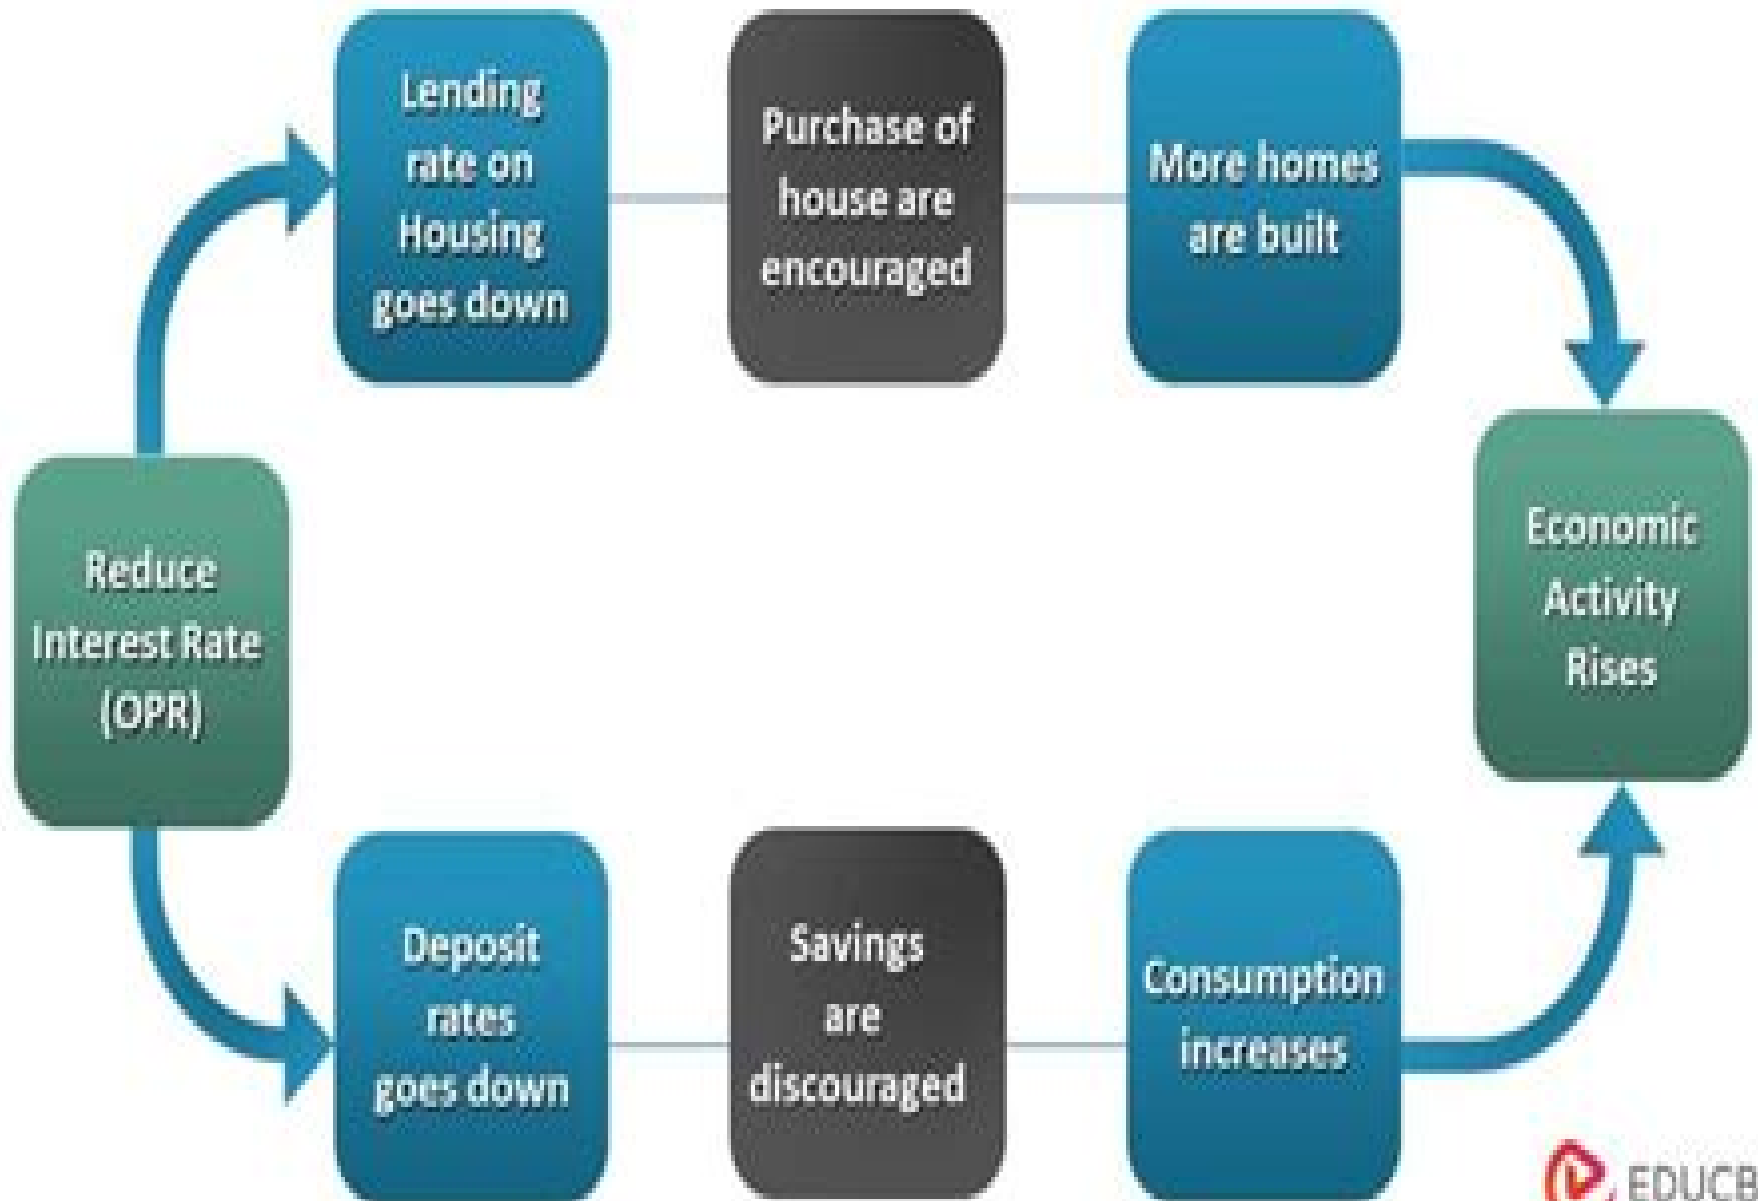 Lending
rate on
Housing
goes down
Purchase of
house are
encouraged
More homes
are built
Reduce
Interest Rate
(OPR)
Economic
Activity
Rises
Deposit
rates
goes down
Savings
are
discouraged
Consumption
increases
EDUCB